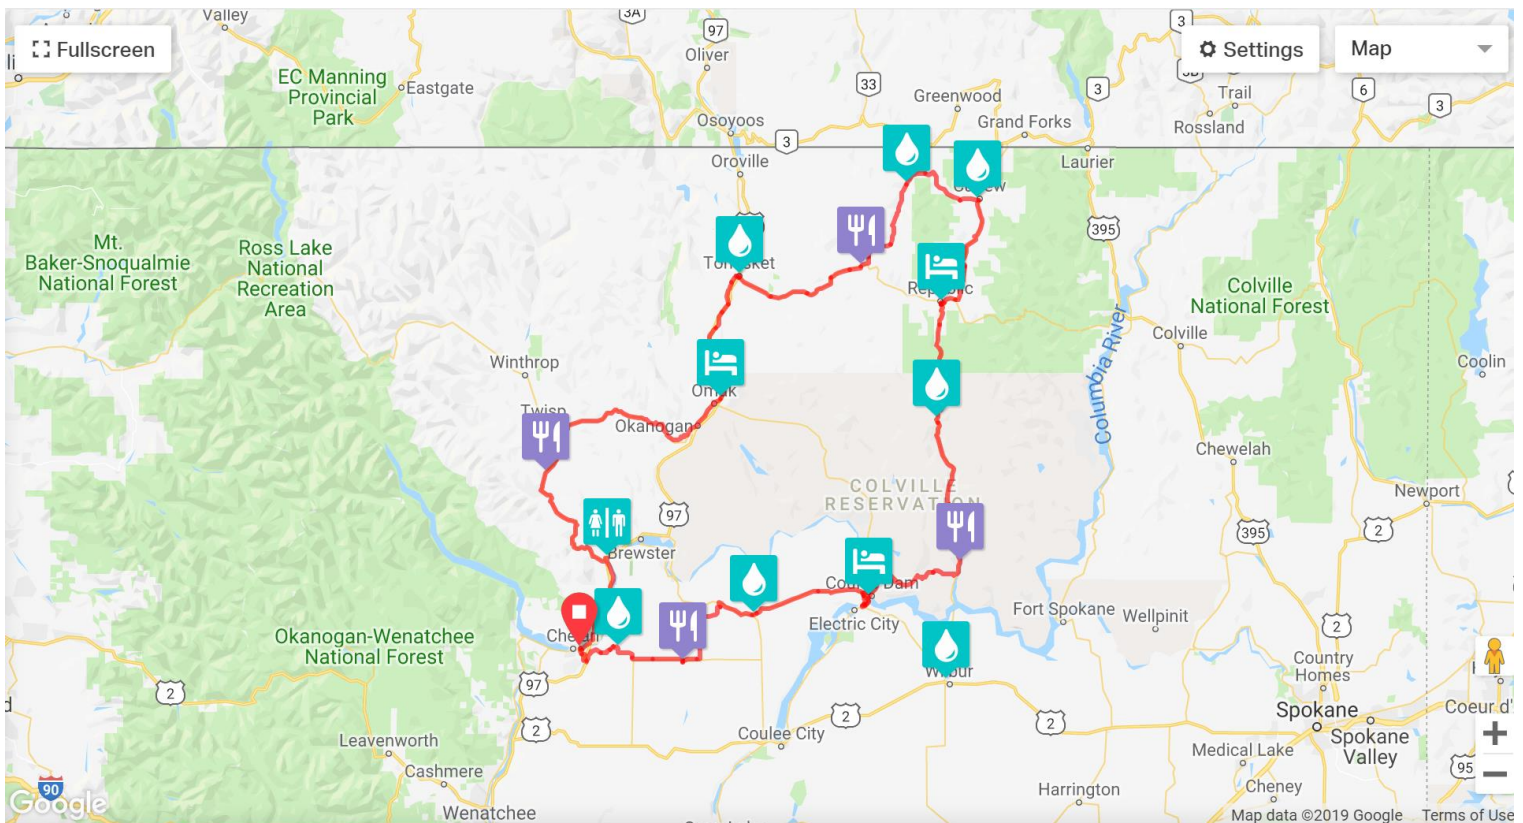 Valley
3A
97
Oliver
Fullscreen
Settings
Map
EC Manning
Provincial
Park
Eastgate
33
Greenwood
3
3
Trail
6
3
Osoyoos
Grand Forks
Rossland
3
Oroville
Laurier
395
Mt.
Baker-Snoqualmie
National Forest
Ross Lake
National
Recreation
Area
Colville
National Forest
Columbia River
Colville
Winthrop
Coolin
Twisp
Okanogan
Chewelah
COLVILLE
RESERVATION
Newport
97
395
2
Brewster
Fort Spokane
Wellpinit
Electric City
2
Okanogan-Wenatchee
National Forest
Country
Homes
97
2
2
2
2
Spokane
Coeur d'
Spokane
Valley
Coulee City
Leavenworth
Medical Lake
95
Cashmere
Cheney
90
Harrington
Google
Wenatchee
Map data ©2019 Google
Terms of Use